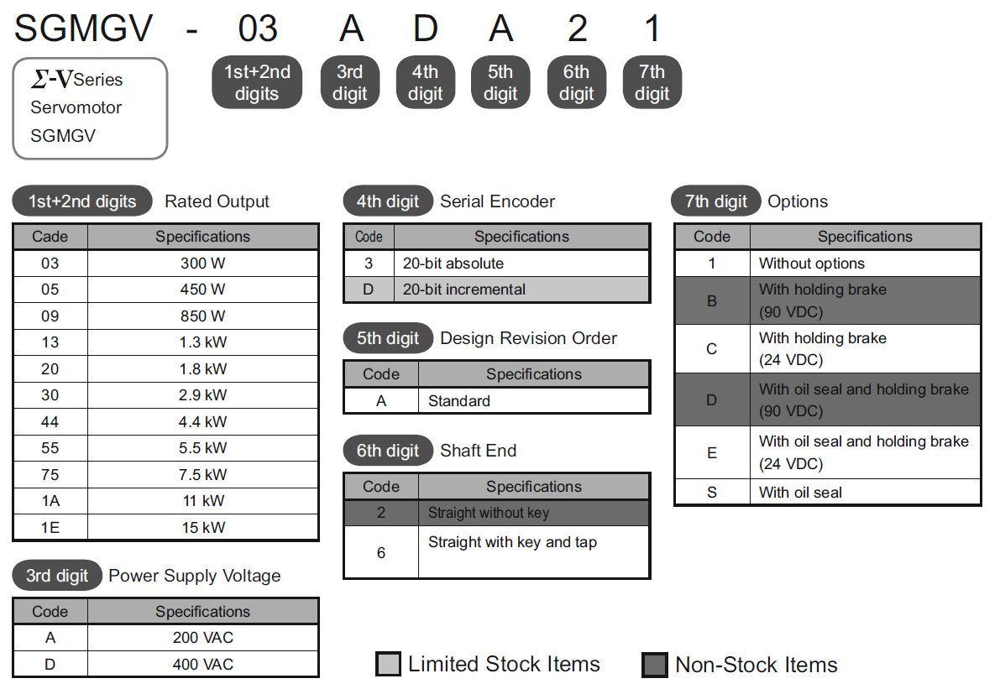 SGMGV - 03 A D A 2 1
Σ-V Series
Servomotor
SGMGV
1st+2nd digits
3rd digit
4th digit
5th digit
6th digit
7th digit
1st+2nd digits Rated Output
Cade Specifications
03 300 W
05 450 W
09 850 W
13 1.3 kW
20 1.8 kW
30 2.9 kW
44 4.4 kW
55 5.5 kW
75 7.5 kW
1A 11 kW
1E 15 kW
3rd digit Power Supply Voltage
Code Specifications
A 200 VAC
D 400 VAC
4th digit Serial Encoder
Code Specifications
3 20-bit absolute
D 20-bit incremental
5th digit Design Revision Order
Code Specifications
A Standard
6th digit Shaft End
Code Specifications
2 Straight without key
6 Straight with key and tap
7th digit Options
Code Specifications
1 Without options
B With holding brake
(90 VDC)
C With holding brake
(24 VDC)
D With oil seal and holding brake
(90 VDC)
E With oil seal and holding brake
(24 VDC)
S With oil seal
Limited Stock Items
Non-Stock Items